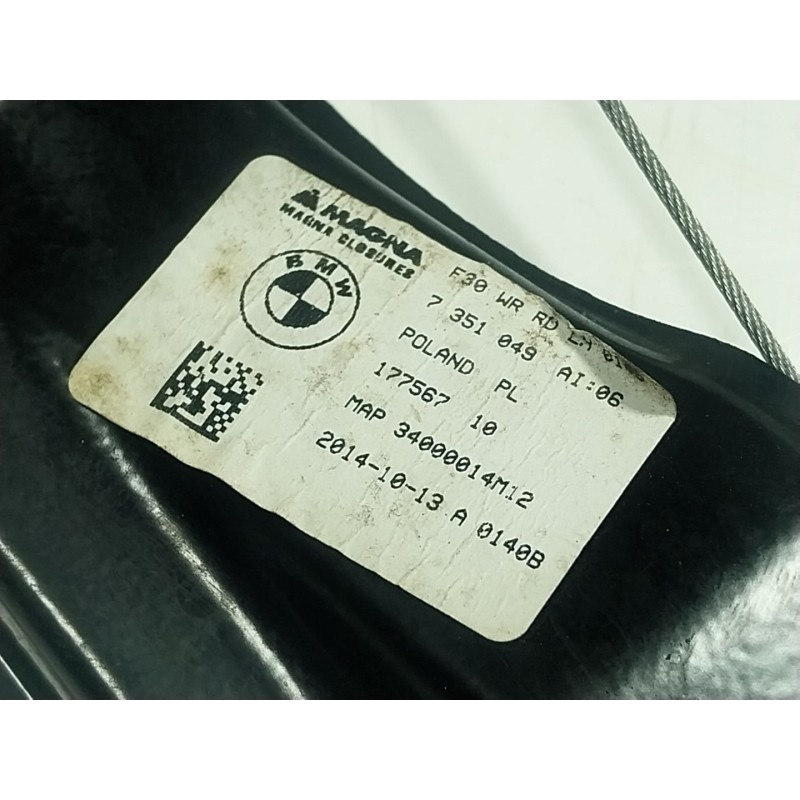 MAGNA
MAGNA CLOSURES
BMW
F30 WR RD
7 351 049 AI:06
POLAND PL
177567 10
MAP 34000014M12
2014-10-13 A 0140B